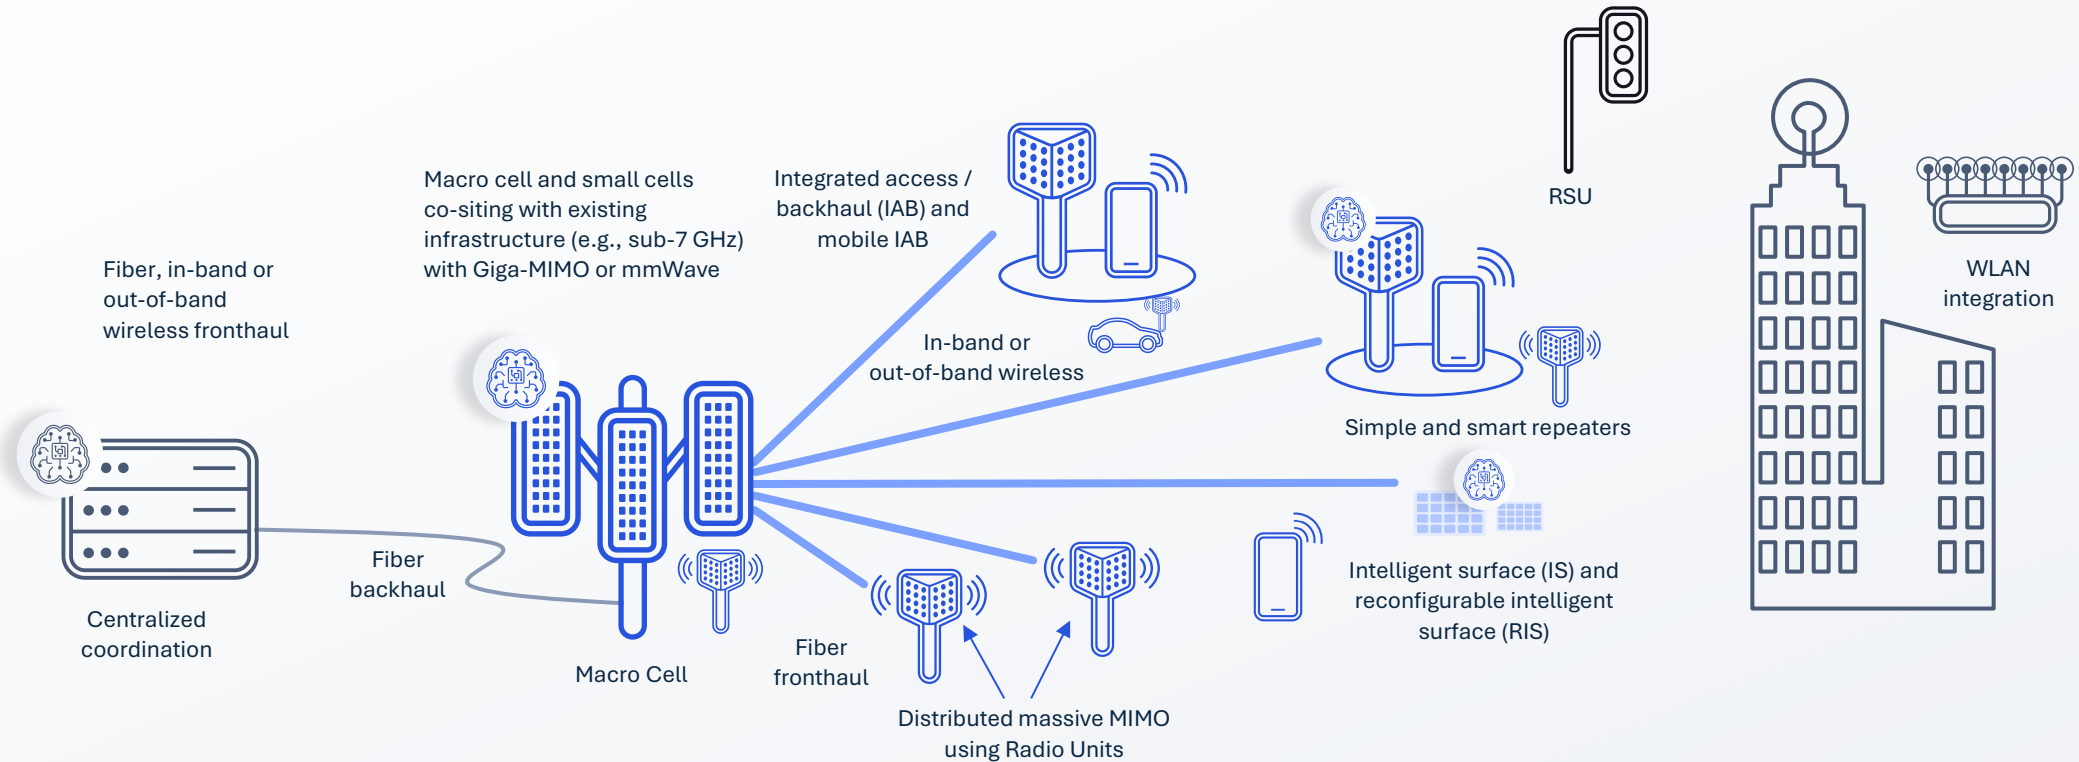 Fiber, in-band or
out-of-band
wireless fronthaul
Macro cell and small cells
co-siting with existing
infrastructure (e.g., sub-7 GHz)
with Giga-MIMO or mmWave
Integrated access /
backhaul (IAB) and
mobile IAB
RSU
WLAN
integration
In-band or
out-of-band wireless
Simple and smart repeaters
Fiber
backhaul
Centralized
coordination
Macro Cell
Fiber
fronthaul
Intelligent surface (IS) and
reconfigurable intelligent
surface (RIS)
Distributed massive MIMO
using Radio Units